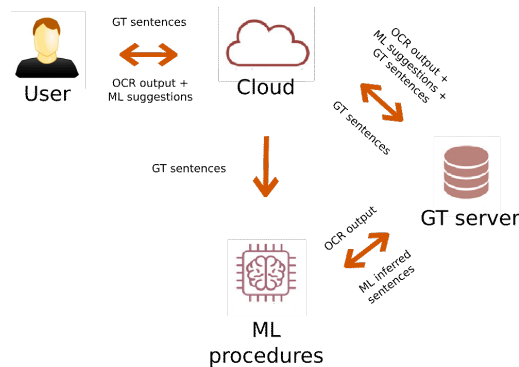 GT sentences
User
OCR output +
ML suggestions
Cloud
OCR output +
ML suggestions +
GT sentences
GT sentences
GT sentences
GT server
OCR output
ML inferred
sentences
ML
procedures